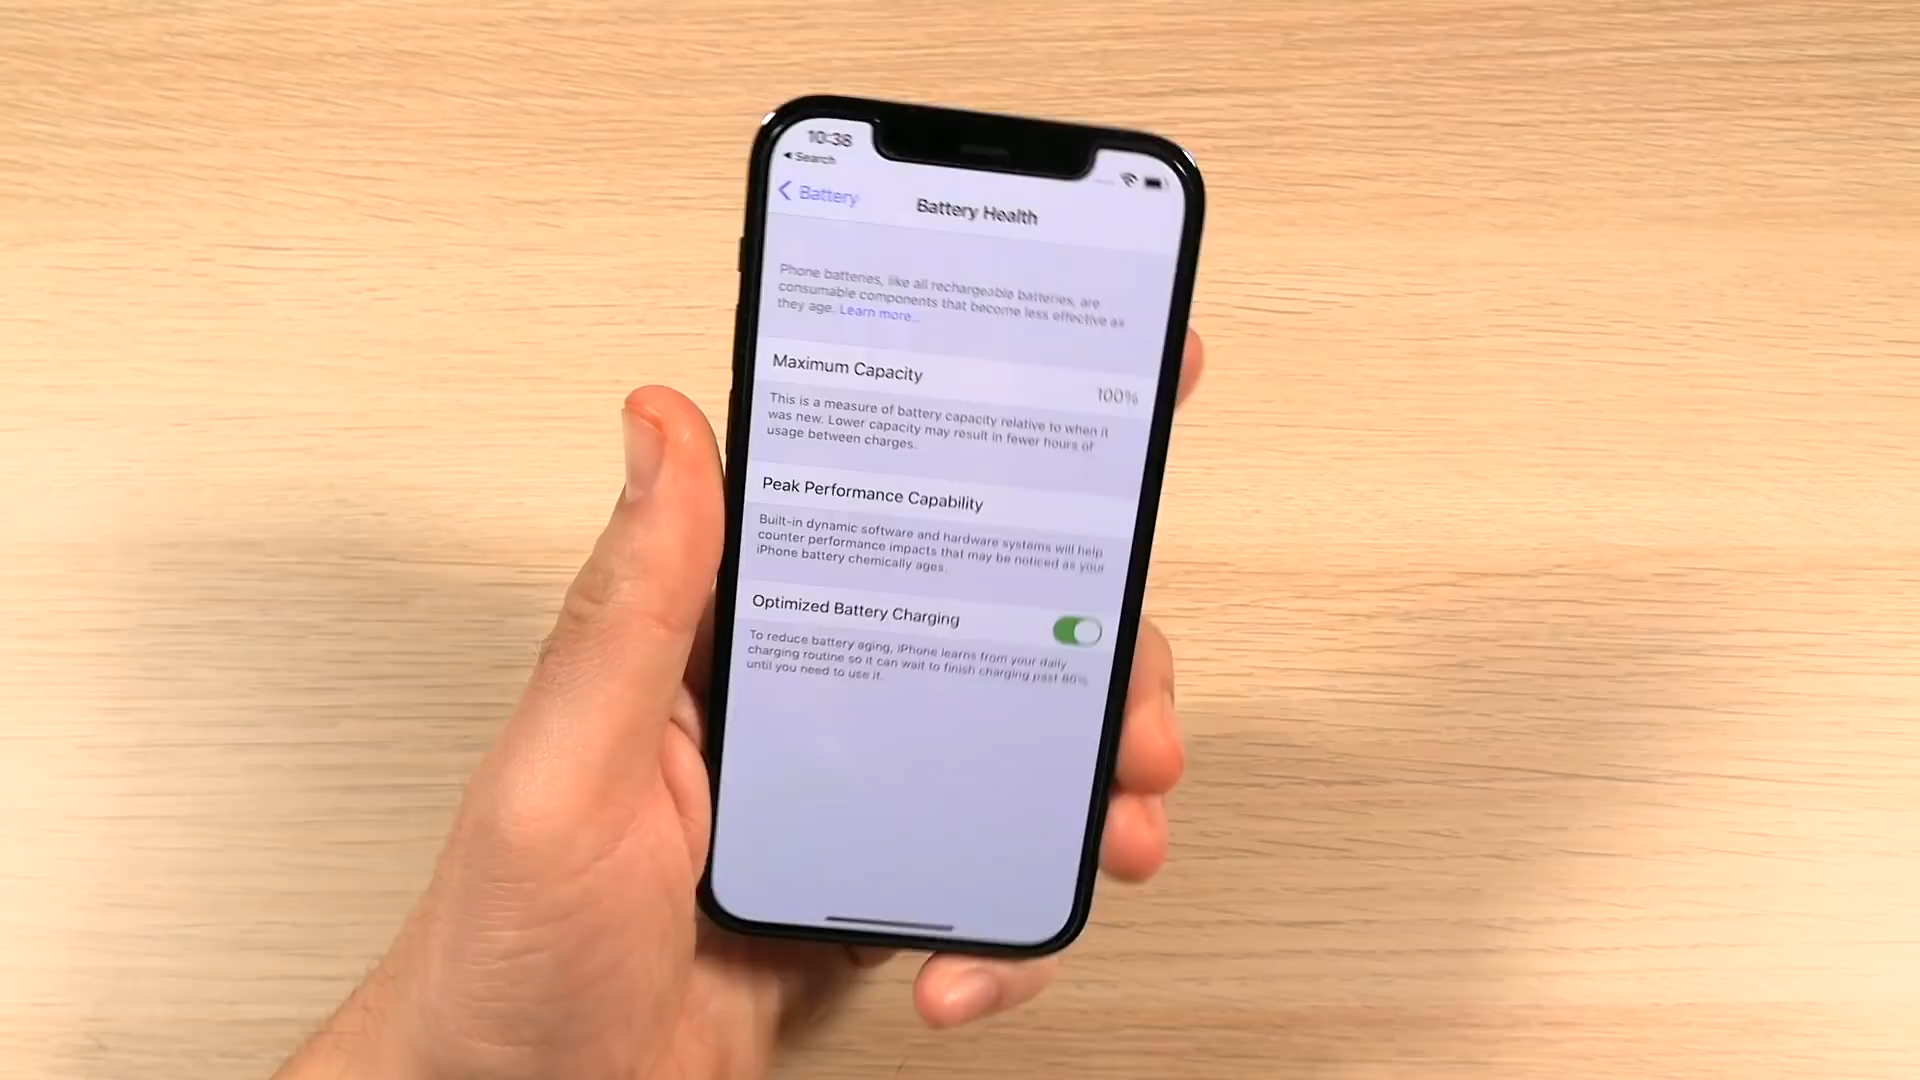 10:38
Search
Battery
Battery Health
Phone batteries, like all rechargeable batteries, are
consumable components that become less effective as
they age. Learn more...
Maximum Capacity
100%
This is a measure of battery capacity relative to when it
was new. Lower capacity may result in fewer hours of
usage between charges.
Peak Performance Capability
Built-in dynamic software and hardware systems will help
counter performance impacts that may be noticed as your
iPhone battery chemically ages.
Optimized Battery Charging
To reduce battery aging, iPhone learns from your daily
charging routine so it can wait to finish charging past 80%
until you need to use it.